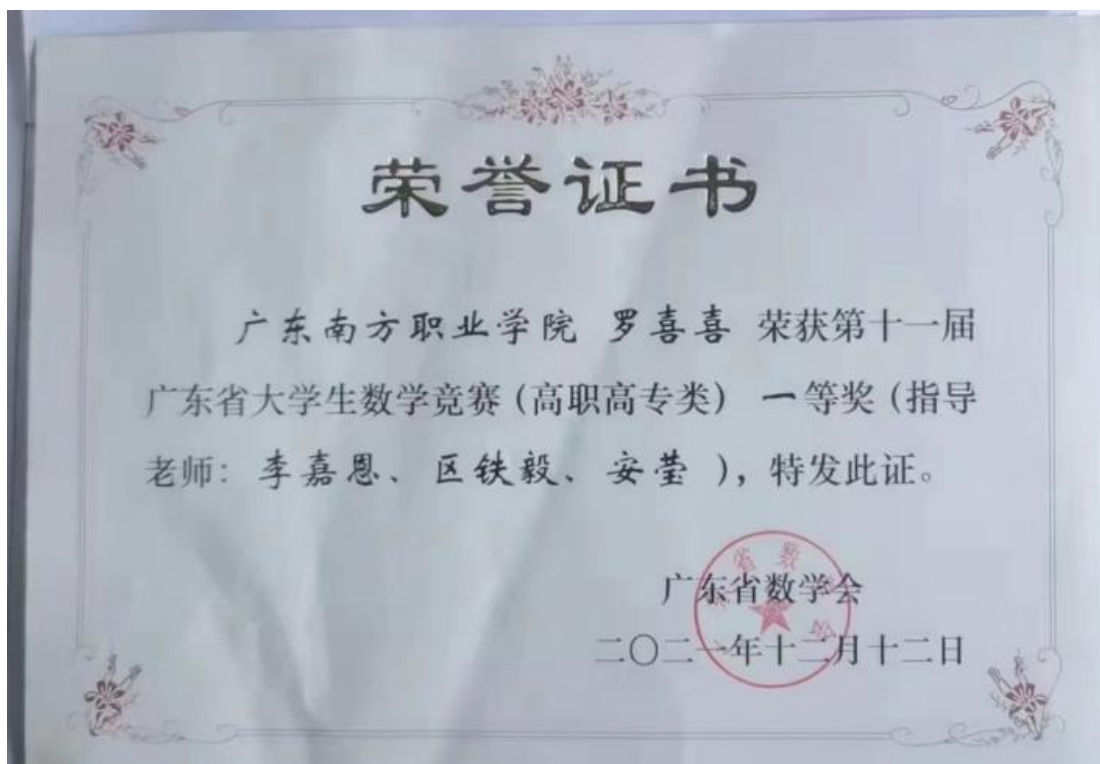 荣誉证书
广东南方职业学院 罗喜喜 荣获第十一届
广东省大学生数学竞赛(高职高专类) 一等奖(指导
老师: 李嘉恩、区铁毅、安莹 ),特发此证。
广东省数学会
二〇二一年十二月十二日